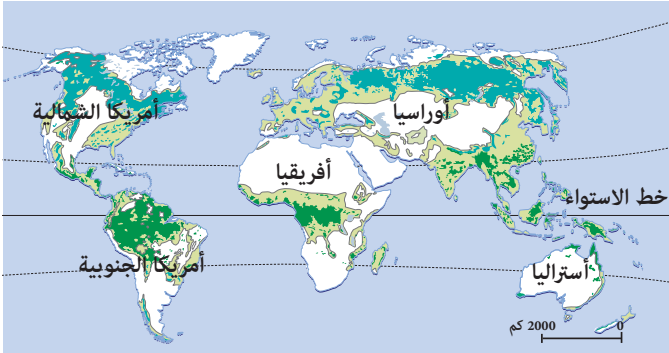 أمريكا الشمالية
أوراسيا
أفريقيا
خط الاستواء
أمريكا الجنوبية
أستراليا
0 2000 كم